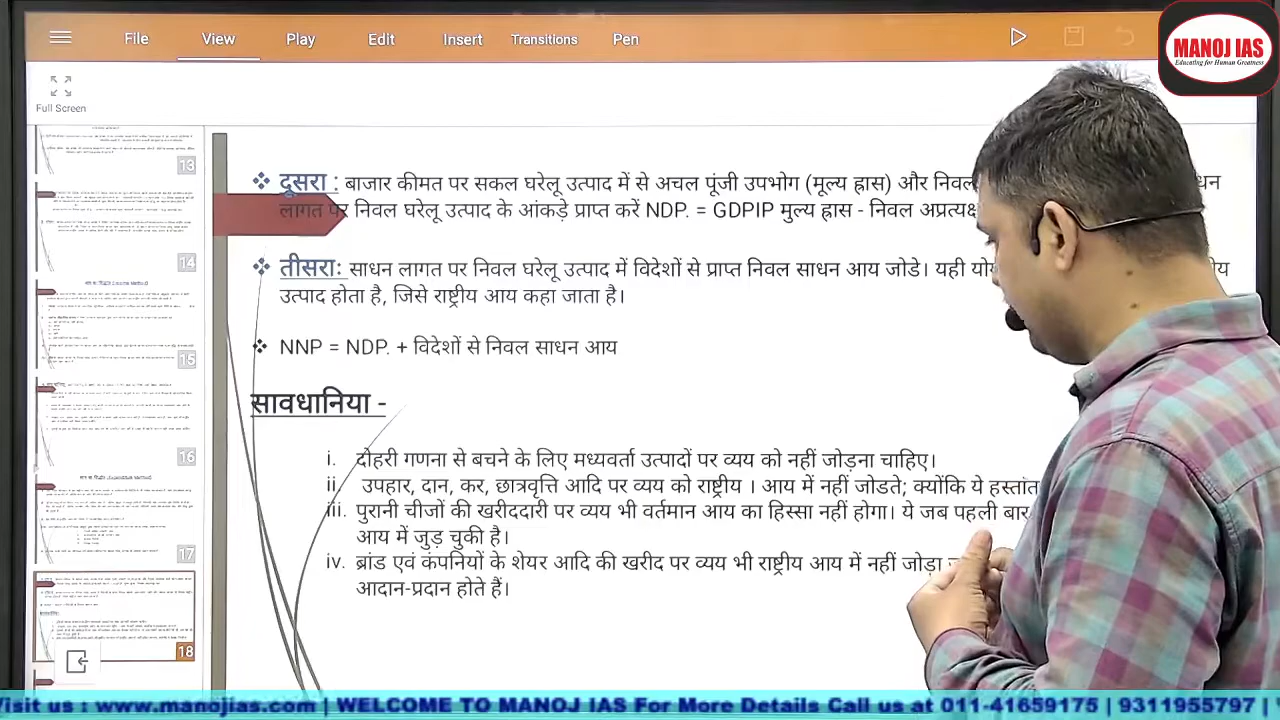 MANOJ IAS
Educating for Human Greatness
File View Play Edit Insert Transitions Pen
Full Screen
13
14
15
16
17
18
❖ दूसरा : बाजार कीमत पर सकल घरेलू उत्पाद में से अचल पूंजी उपभोग (मूल्य ह्रास) और
लागत पर निवल घरेलू उत्पाद के आंकड़े प्राप्त करें NDP. = GDPIP मुल्य ह्रास - निवल
❖ तीसराः साधन लागत पर निवल घरेलू उत्पाद में विदेशों से प्राप्त निवल साधन आय जोडे। यही
उत्पाद होता है, जिसे राष्ट्रीय आय कहा जाता है।
❖ NNP = NDP. + विदेशों से निवल साधन आय
सावधानिया -
i. दोहरी गणना से बचने के लिए मध्यवर्ता उत्पादों पर व्यय को नहीं जोड़ना चाहिए।
ii. उपहार, दान, कर, छात्रवृत्ति आदि पर व्यय को राष्ट्रीय । आय में नहीं जोडते; क्योंकि ये
iii. पुरानी चीजों की खरीददारी पर व्यय भी वर्तमान आय का हिस्सा नहीं होगा। ये जब पहली बार
आय में जुड़ चुकी है।
iv. ब्रांड एवं कंपनियों के शेयर आदि की खरीद पर व्यय भी राष्ट्रीय आय में नहीं जोड़ा
आदान-प्रदान होते है।
isit us : www.manojias.com | WELCOME TO MANOJ IAS For More Details Call us at 011-41659175 | 9311955797 |